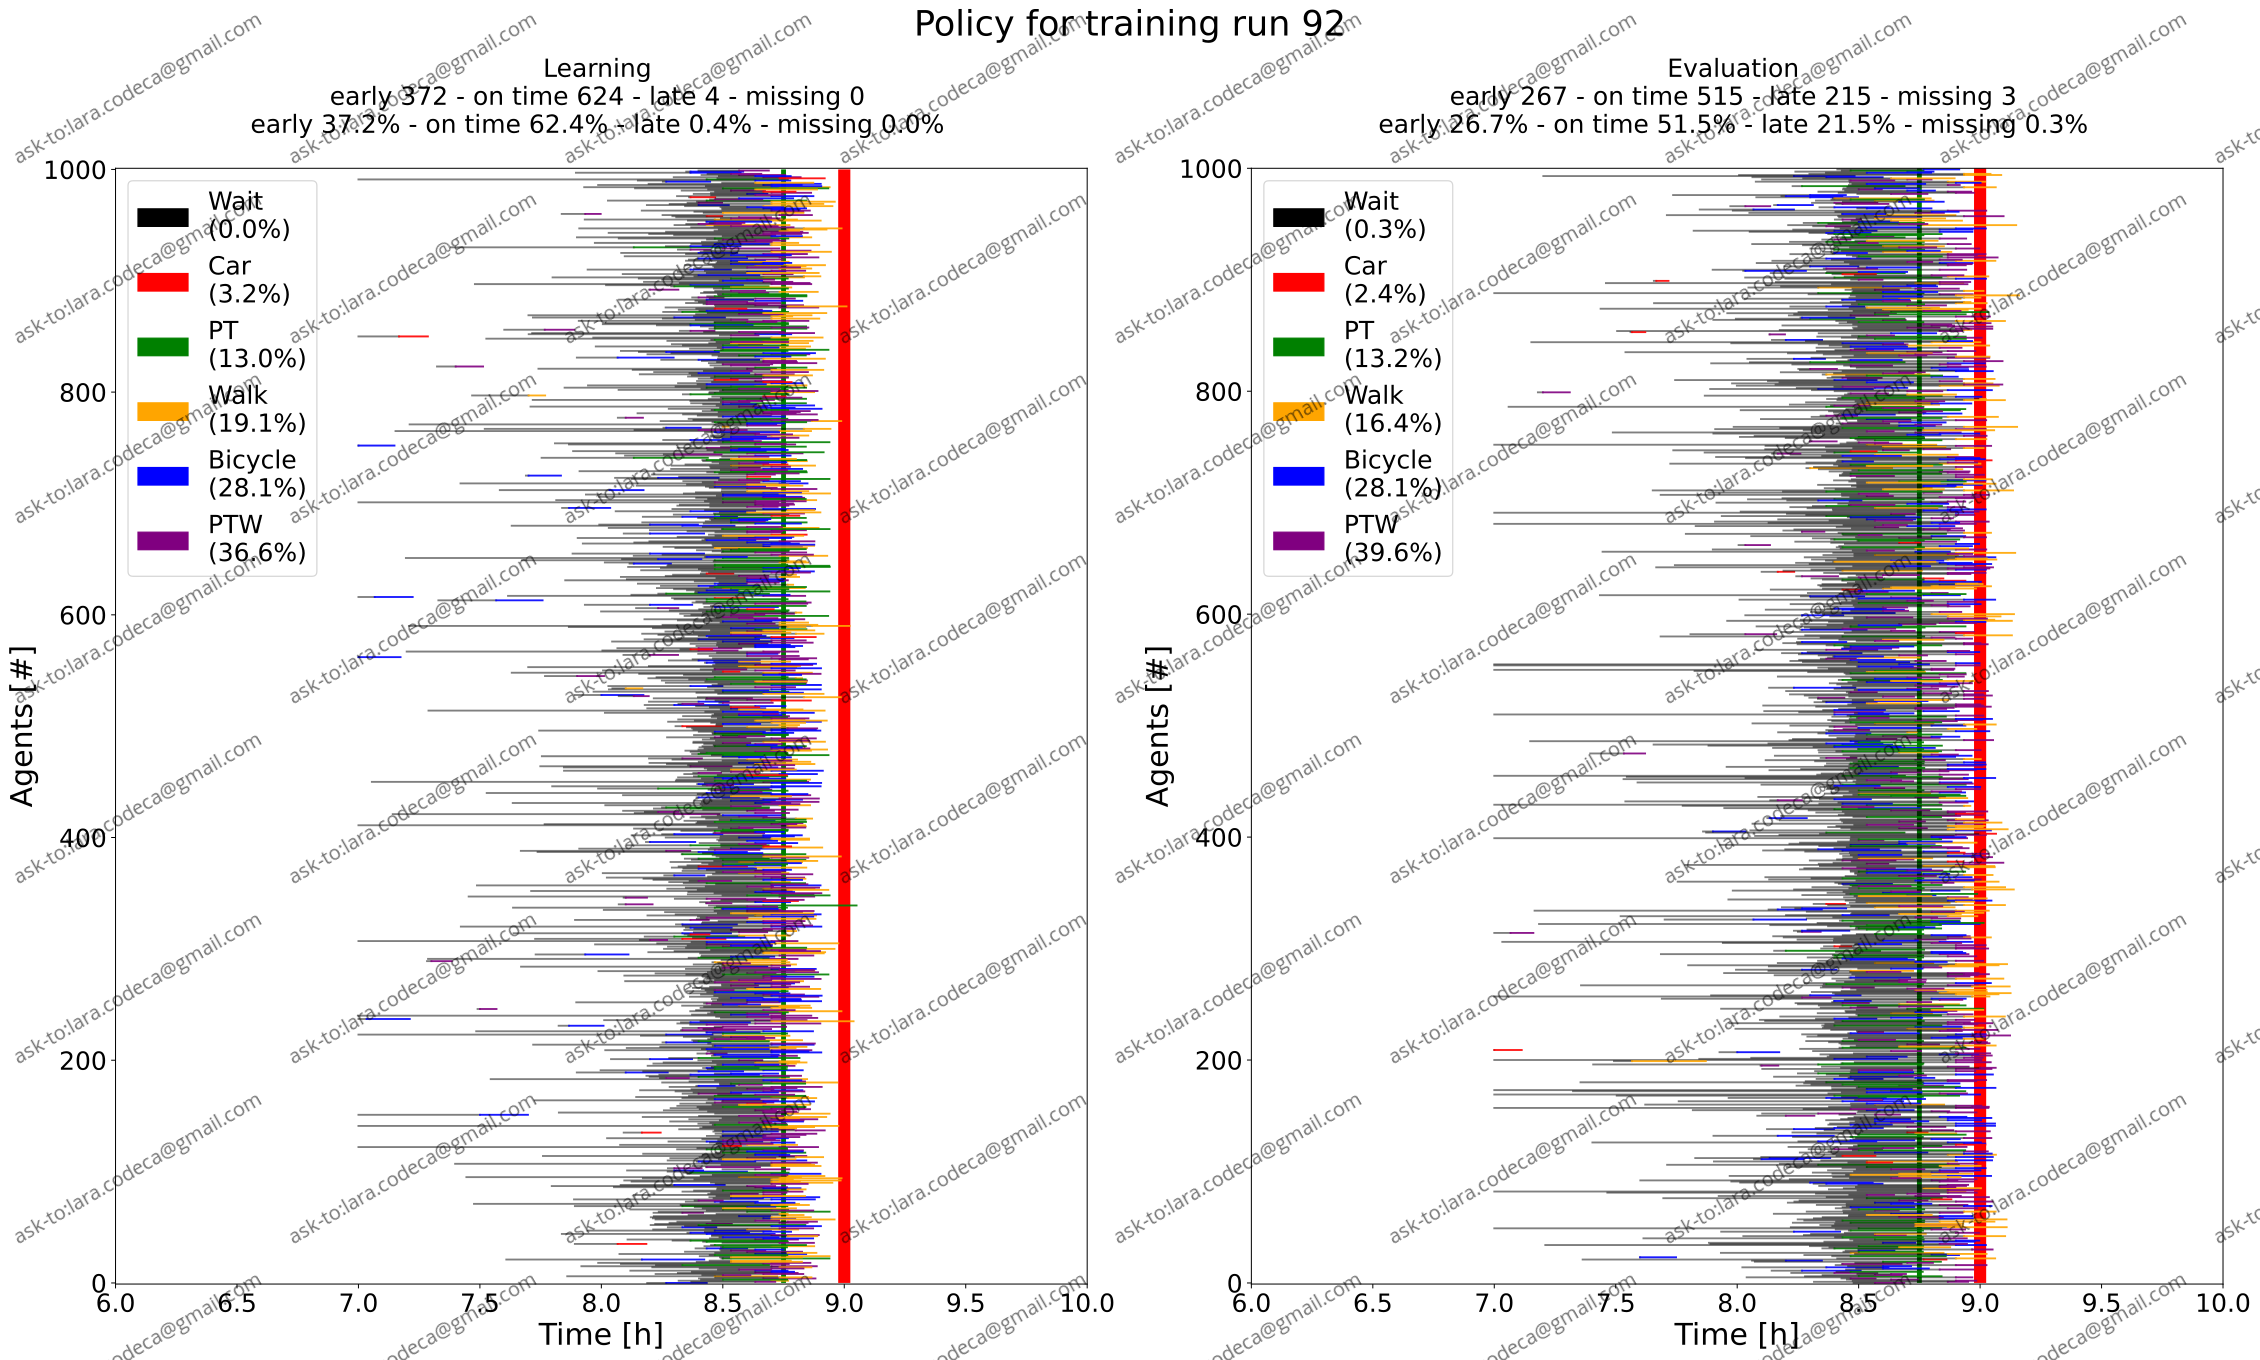 Policy for training run 92
Learning
early 372 - on time 624 - late 4 - missing 0
early 37.2% - on time 62.4% - late 0.4% - missing 0.0%
1000
800
600
400
200
0
Agents [#]
Wait
(0.0%)
Car
(3.2%)
PT
(13.0%)
Walk
(19.1%)
Bicycle
(28.1%)
PTW
(36.6%)
6.0 6.5 7.0 7.5 8.0 8.5 9.0 9.5 10.0
Time [h]
Evaluation
early 267 - on time 515 - late 215 - missing 3
early 26.7% - on time 51.5% - late 21.5% - missing 0.3%
1000
800
600
400
200
0
Agents [#]
Wait
(0.3%)
Car
(2.4%)
PT
(13.2%)
Walk
(16.4%)
Bicycle
(28.1%)
PTW
(39.6%)
6.0 6.5 7.0 7.5 8.0 8.5 9.0 9.5 10.0
Time [h]
ask-to:lara.codeca@gmail.com